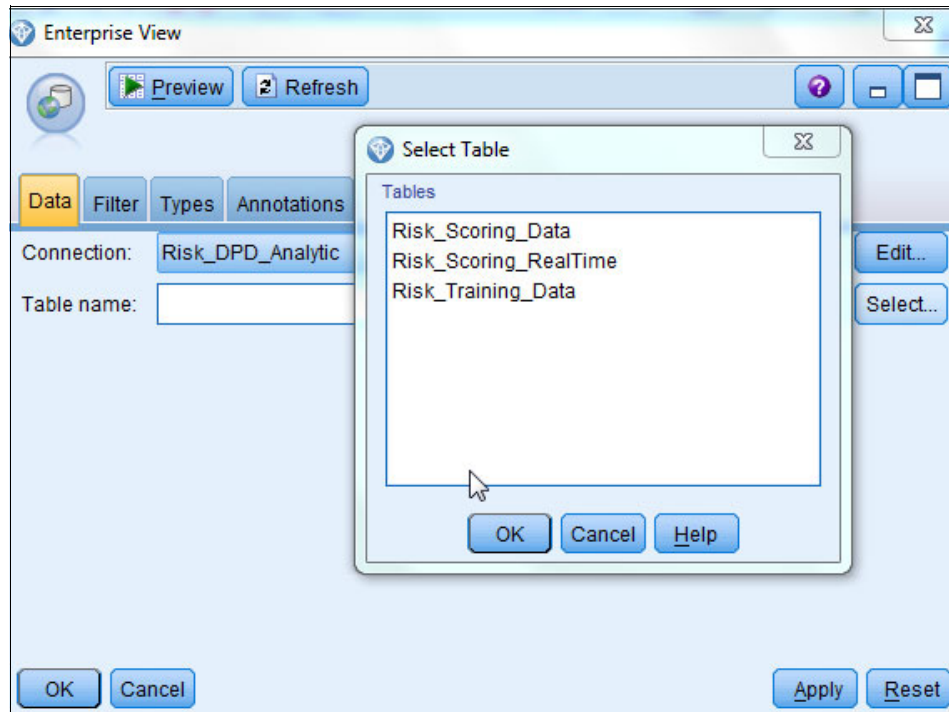 Enterprise View
Preview Refresh
Select Table
Data Filter Types Annotations
Tables
Risk_Scoring_Data
Risk_Scoring_RealTime
Risk_Training_Data
Connection: Risk_DPD_Analytic Edit...
Table name: Select...
OK Cancel Help
OK Cancel Apply Reset